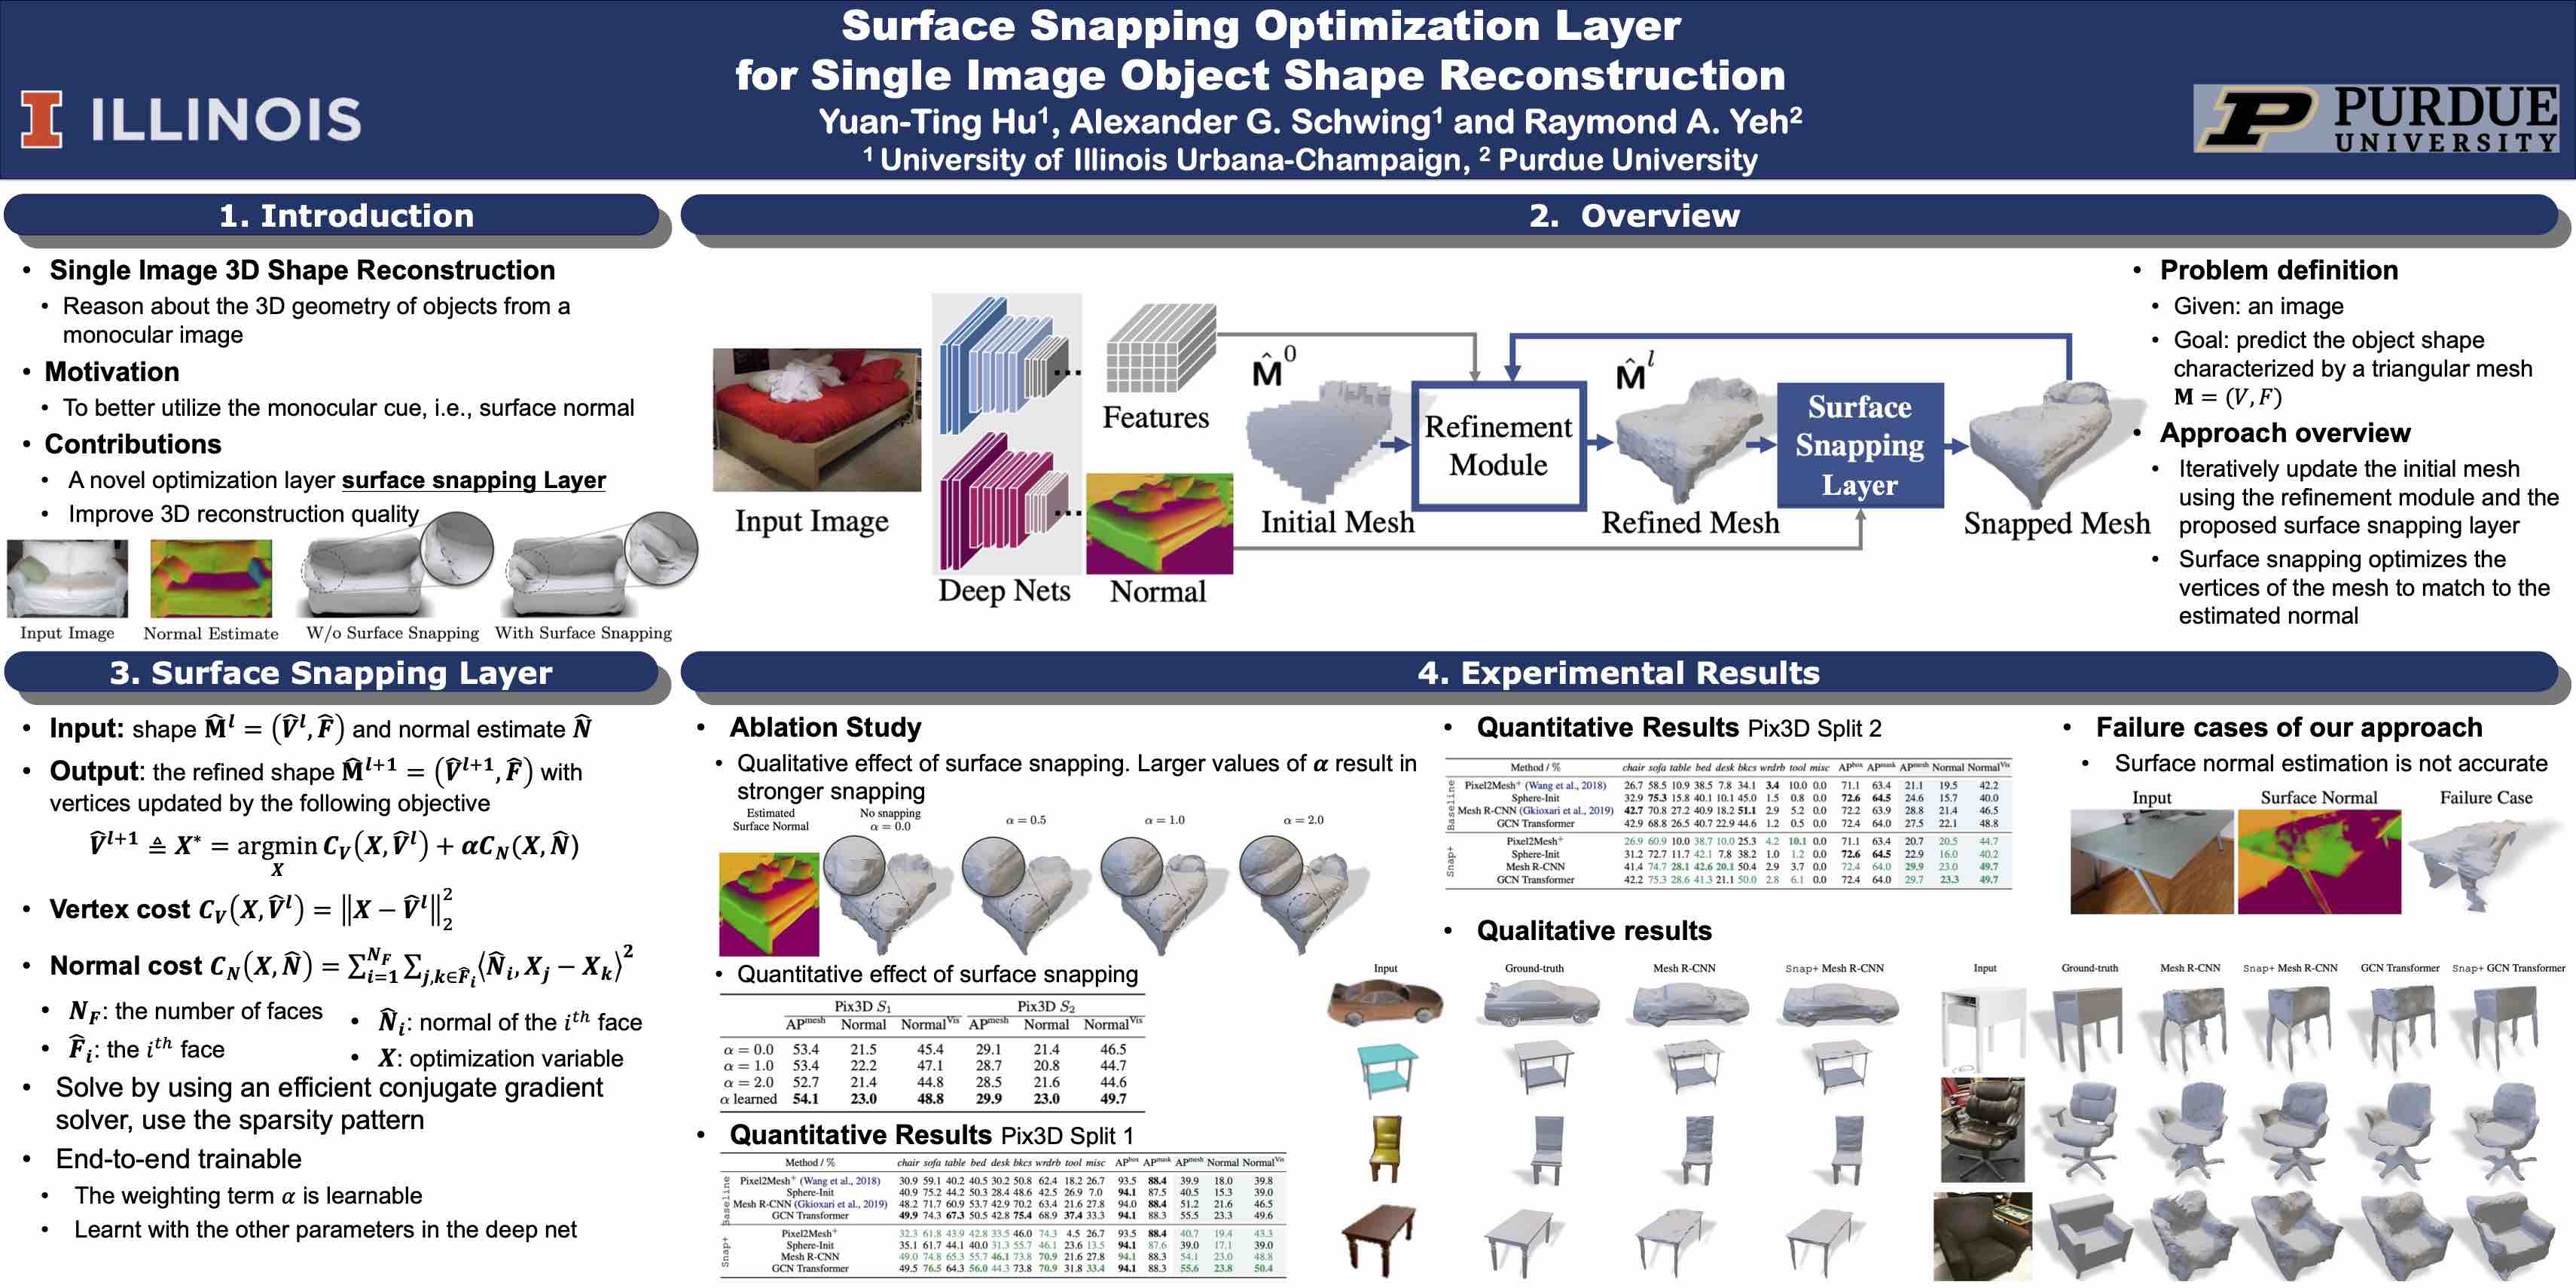 Surface Snapping Optimization Layer
for Single Image Object Shape Reconstruction
Yuan-Ting Hu¹, Alexander G. Schwing¹ and Raymond A. Yeh²
¹ University of Illinois Urbana-Champaign, ² Purdue University
I ILLINOIS
P PURDUE
UNIVERSITY
1. Introduction
• Single Image 3D Shape Reconstruction
• Reason about the 3D geometry of objects from a
monocular image
• Motivation
• To better utilize the monocular cue, i.e., surface normal
• Contributions
• A novel optimization layer surface snapping Layer
• Improve 3D reconstruction quality
Input Image Normal Estimate W/o Surface Snapping With Surface Snapping
2. Overview
Input Image
Deep Nets
Features
Normal
M̂⁰
Initial Mesh
Refinement
Module
M̂ˡ
Refined Mesh
Surface
Snapping
Layer
Snapped Mesh
• Problem definition
• Given: an image
• Goal: predict the object shape
characterized by a triangular mesh
M = (V, F)
• Approach overview
• Iteratively update the initial mesh
using the refinement module and the
proposed surface snapping layer
• Surface snapping optimizes the
vertices of the mesh to match to the
estimated normal
3. Surface Snapping Layer
• Input: shape M̂ˡ = (V̂ˡ, F̂) and normal estimate N̂
• Output: the refined shape M̂ˡ⁺¹ = (V̂ˡ⁺¹, F̂) with
vertices updated by the following objective
V̂ˡ⁺¹ ≜ X* = argmin C_V(X, V̂ˡ) + αC_N(X, N̂)
X
• Vertex cost C_V(X, V̂ˡ) = ‖X − V̂ˡ‖₂²
• Normal cost C_N(X, N̂) = Σ_{i=1}^{N_F} Σ_{j,k∈F̂_i} ⟨N̂_i, X_j − X_k⟩²
• N_F: the number of faces
• N̂_i: normal of the i^th face
• F̂_i: the i^th face
• X: optimization variable
• Solve by using an efficient conjugate gradient
solver, use the sparsity pattern
• End-to-end trainable
• The weighting term α is learnable
• Learnt with the other parameters in the deep net
4. Experimental Results
• Ablation Study
• Qualitative effect of surface snapping. Larger values of α result in
stronger snapping
Estimated
Surface Normal
No snapping
α = 0.0
α = 0.5
α = 1.0
α = 2.0
• Quantitative effect of surface snapping
Pix3D S₁ Pix3D S₂
AP^mesh Normal Normal^Vis AP^mesh Normal Normal^Vis
α = 0.0 53.4 21.5 45.4 29.1 21.4 46.5
α = 1.0 53.4 22.2 47.1 28.7 20.8 44.7
α = 2.0 52.7 21.4 44.8 28.5 21.6 44.6
α learned 54.1 23.0 48.8 29.9 23.0 49.7
• Quantitative Results Pix3D Split 1
Method / % chair sofa table bed desk bkcs wrdrb tool misc AP^box AP^mask AP^mesh Normal Normal^Vis
Baseline
Pixel2Mesh⁺ (Wang et al., 2018) 30.9 59.1 40.2 40.5 30.2 50.8 62.4 18.2 26.7 93.5 88.4 39.9 18.0 39.8
Sphere-Init 40.9 75.2 44.2 50.3 28.4 48.6 42.5 26.9 7.0 94.1 87.5 40.5 15.3 39.0
Mesh R-CNN (Gkioxari et al., 2019) 48.2 71.7 60.9 53.7 42.9 70.2 63.4 21.6 27.8 94.0 88.4 51.2 21.6 46.5
GCN Transformer 49.9 74.3 67.3 50.5 42.8 75.4 68.9 37.4 33.3 94.1 88.3 55.5 23.3 49.6
Snap+
Pixel2Mesh⁺ 32.3 61.8 43.9 42.8 33.5 46.0 74.3 4.5 26.7 93.5 88.4 40.7 19.4 43.3
Sphere-Init 35.1 61.7 44.1 40.0 31.3 55.7 46.1 23.6 13.5 94.1 87.6 39.0 17.1 39.0
Mesh R-CNN 49.0 74.8 65.3 55.7 46.1 73.8 70.9 21.6 27.8 94.1 88.3 54.1 23.0 48.8
GCN Transformer 49.5 76.5 64.3 56.0 44.3 73.8 70.9 31.8 33.4 94.1 88.3 55.6 23.8 50.4
• Quantitative Results Pix3D Split 2
Method / % chair sofa table bed desk bkcs wrdrb tool misc AP^box AP^mask AP^mesh Normal Normal^Vis
Baseline
Pixel2Mesh⁺ (Wang et al., 2018) 26.7 58.5 10.9 38.5 7.8 34.1 3.4 10.0 0.0 71.1 63.4 21.1 19.5 42.2
Sphere-Init 32.9 75.3 15.8 40.1 10.1 45.0 1.5 0.8 0.0 72.6 64.5 24.6 15.7 40.0
Mesh R-CNN (Gkioxari et al., 2019) 42.7 70.8 27.2 40.9 18.2 51.1 2.9 5.2 0.0 72.2 63.9 28.8 21.4 46.5
GCN Transformer 42.9 68.8 26.5 40.7 22.9 44.6 1.2 0.5 0.0 72.4 64.0 27.5 22.1 48.8
Snap+
Pixel2Mesh⁺ 26.9 60.9 10.0 38.7 10.0 25.3 4.2 10.1 0.0 71.1 63.4 20.7 20.5 44.7
Sphere-Init 31.2 72.7 11.7 42.1 7.8 38.2 1.0 1.2 0.0 72.6 64.5 22.9 16.0 40.2
Mesh R-CNN 41.4 74.7 28.1 42.6 20.1 50.4 2.9 3.7 0.0 72.4 64.0 29.9 23.0 49.7
GCN Transformer 42.2 75.3 28.6 41.3 21.1 50.0 2.8 6.1 0.0 72.4 64.0 29.7 23.3 49.7
• Qualitative results
Input Ground-truth Mesh R-CNN Snap+ Mesh R-CNN
Input Ground-truth Mesh R-CNN Snap+ Mesh R-CNN GCN Transformer Snap+ GCN Transformer
• Failure cases of our approach
• Surface normal estimation is not accurate
Input Surface Normal Failure Case